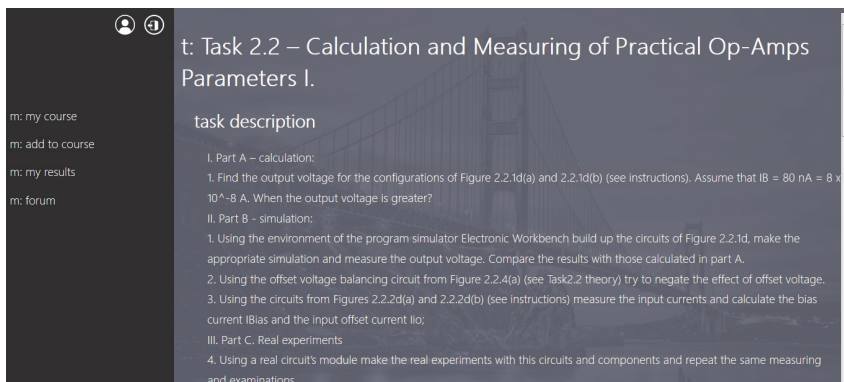 t: Task 2.2 – Calculation and Measuring of Practical Op-Amps
Parameters I.
m: my course
m: add to course
m: my results
m: forum
task description
I. Part A – calculation:
1. Find the output voltage for the configurations of Figure 2.2.1d(a) and 2.2.1d(b) (see instructions). Assume that IB = 80 nA = 8 x
10^-8 A. When the output voltage is greater?
II. Part B - simulation:
1. Using the environment of the program simulator Electronic Workbench build up the circuits of Figure 2.2.1d, make the
appropriate simulation and measure the output voltage. Compare the results with those calculated in part A.
2. Using the offset voltage balancing circuit from Figure 2.2.4(a) (see Task2.2 theory) try to negate the effect of offset voltage.
3. Using the circuits from Figures 2.2.2d(a) and 2.2.2d(b) (see instructions) measure the input currents and calculate the bias
current IBias and the input offset current Iio;
III. Part C. Real experiments
4. Using a real circuit's module make the real experiments with this circuits and components and repeat the same measuring
and examinations